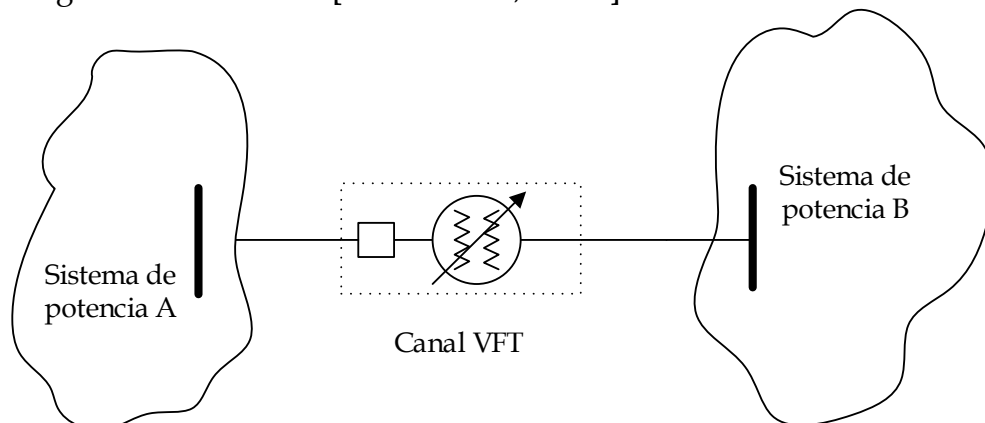 Sistema de
potencia A
Canal VFT
Sistema de
potencia B